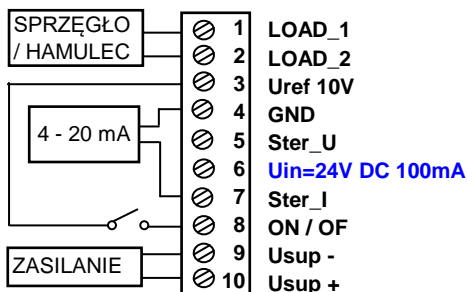 SPRZĘGŁO
/ HAMULEC
4 - 20 mA
ZASILANIE
1 LOAD_1
2 LOAD_2
3 Uref 10V
4 GND
5 Ster_U
6 Uin=24V DC 100mA
7 Ster_I
8 ON / OF
9 Usup -
10 Usup +